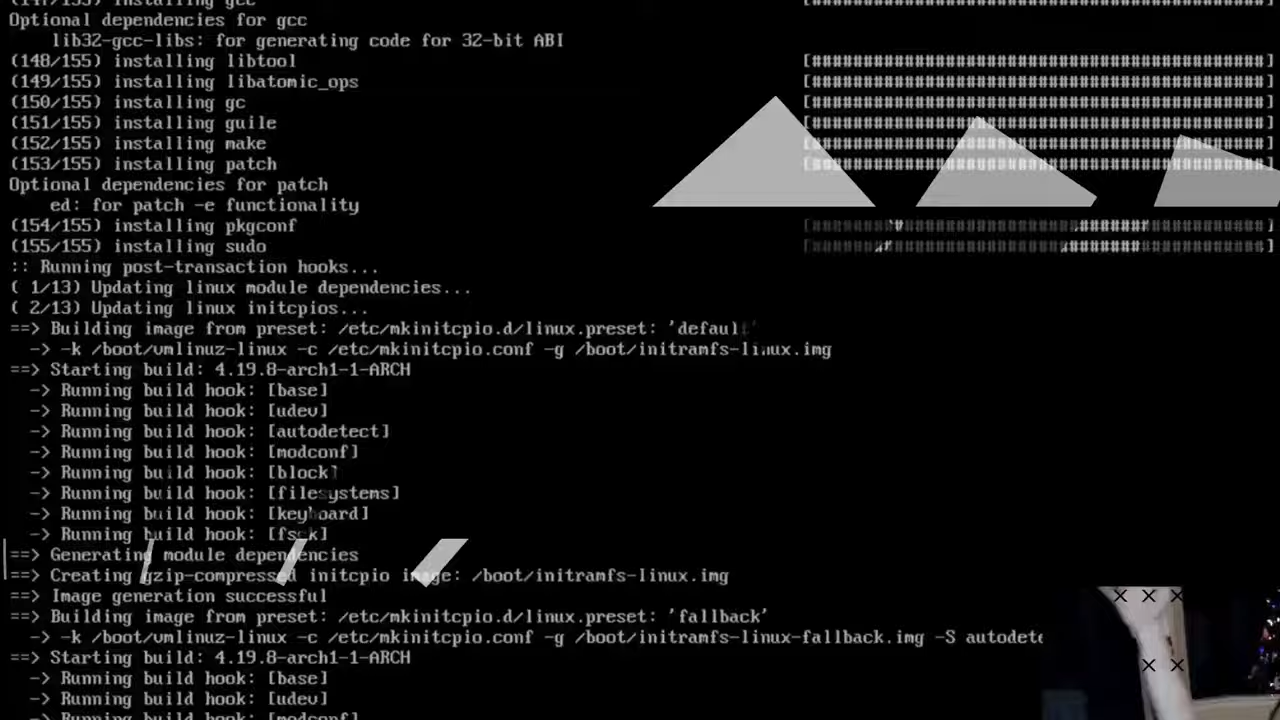 (147/155) installing gcc [##############################################]
Optional dependencies for gcc
lib32-gcc-libs: for generating code for 32-bit ABI
(148/155) installing libtool [############################################]
(149/155) installing libatomic_ops [############################################]
(150/155) installing gc [############################################]
(151/155) installing guile [############################################]
(152/155) installing make [############################################]
(153/155) installing patch [############################################]
Optional dependencies for patch
ed: for patch -e functionality
(154/155) installing pkgconf [############################################]
(155/155) installing sudo [############################################]
:: Running post-transaction hooks...
( 1/13) Updating linux module dependencies...
( 2/13) Updating linux initcpios...
==> Building image from preset: /etc/mkinitcpio.d/linux.preset: 'default'
-> -k /boot/vmlinuz-linux -c /etc/mkinitcpio.conf -g /boot/initramfs-linux.img
==> Starting build: 4.19.8-arch1-1-ARCH
-> Running build hook: [base]
-> Running build hook: [udev]
-> Running build hook: [autodetect]
-> Running build hook: [modconf]
-> Running build hook: [block]
-> Running build hook: [filesystems]
-> Running build hook: [keyboard]
-> Running build hook: [fsck]
==> Generating module dependencies
==> Creating gzip-compressed initcpio image: /boot/initramfs-linux.img
==> Image generation successful
==> Building image from preset: /etc/mkinitcpio.d/linux.preset: 'fallback'
-> -k /boot/vmlinuz-linux -c /etc/mkinitcpio.conf -g /boot/initramfs-linux-fallback.img -S autodete
==> Starting build: 4.19.8-arch1-1-ARCH
-> Running build hook: [base]
-> Running build hook: [udev]
-> Running build hook: [modconf]